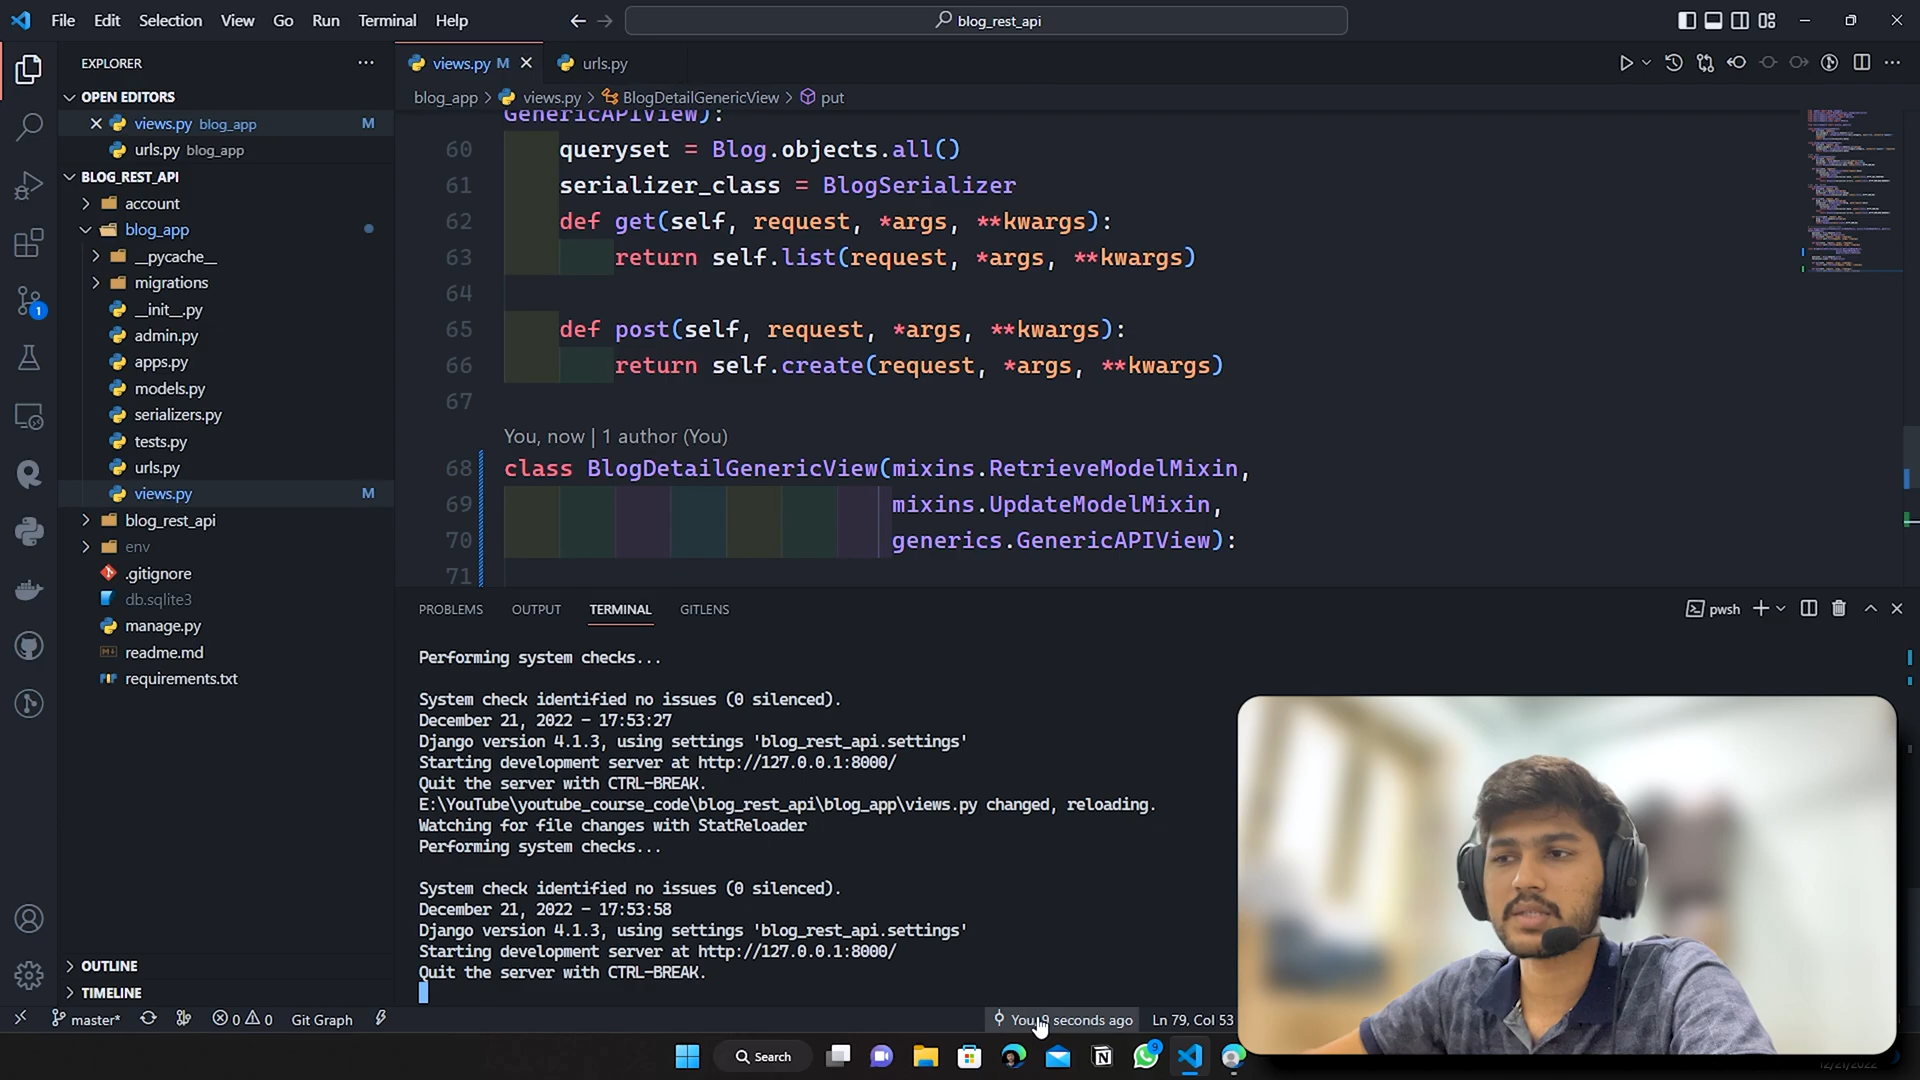 File Edit Selection View Go Run Terminal Help
blog_rest_api
EXPLORER
OPEN EDITORS
views.py blog_app M
urls.py blog_app
BLOG_REST_API
account
blog_app
__pycache__
migrations
__init__.py
admin.py
apps.py
models.py
serializers.py
tests.py
urls.py
views.py M
blog_rest_api
env
.gitignore
db.sqlite3
manage.py
readme.md
requirements.txt
OUTLINE
TIMELINE
1
views.py M
urls.py
blog_app > views.py > BlogDetailGenericView > put
GenericAPIView):
60 queryset = Blog.objects.all()
61 serializer_class = BlogSerializer
62 def get(self, request, *args, **kwargs):
63 return self.list(request, *args, **kwargs)
64
65 def post(self, request, *args, **kwargs):
66 return self.create(request, *args, **kwargs)
67
You, now | 1 author (You)
68 class BlogDetailGenericView(mixins.RetrieveModelMixin,
69 mixins.UpdateModelMixin,
70 generics.GenericAPIView):
71
PROBLEMS OUTPUT TERMINAL GITLENS
pwsh
Performing system checks...
System check identified no issues (0 silenced).
December 21, 2022 - 17:53:27
Django version 4.1.3, using settings 'blog_rest_api.settings'
Starting development server at http://127.0.0.1:8000/
Quit the server with CTRL-BREAK.
E:\YouTube\youtube_course_code\blog_rest_api\blog_app\views.py changed, reloading.
Watching for file changes with StatReloader
Performing system checks...
System check identified no issues (0 silenced).
December 21, 2022 - 17:53:58
Django version 4.1.3, using settings 'blog_rest_api.settings'
Starting development server at http://127.0.0.1:8000/
Quit the server with CTRL-BREAK.
master* 0 0 Git Graph
You, 9 seconds ago Ln 79, Col 53
Search
9